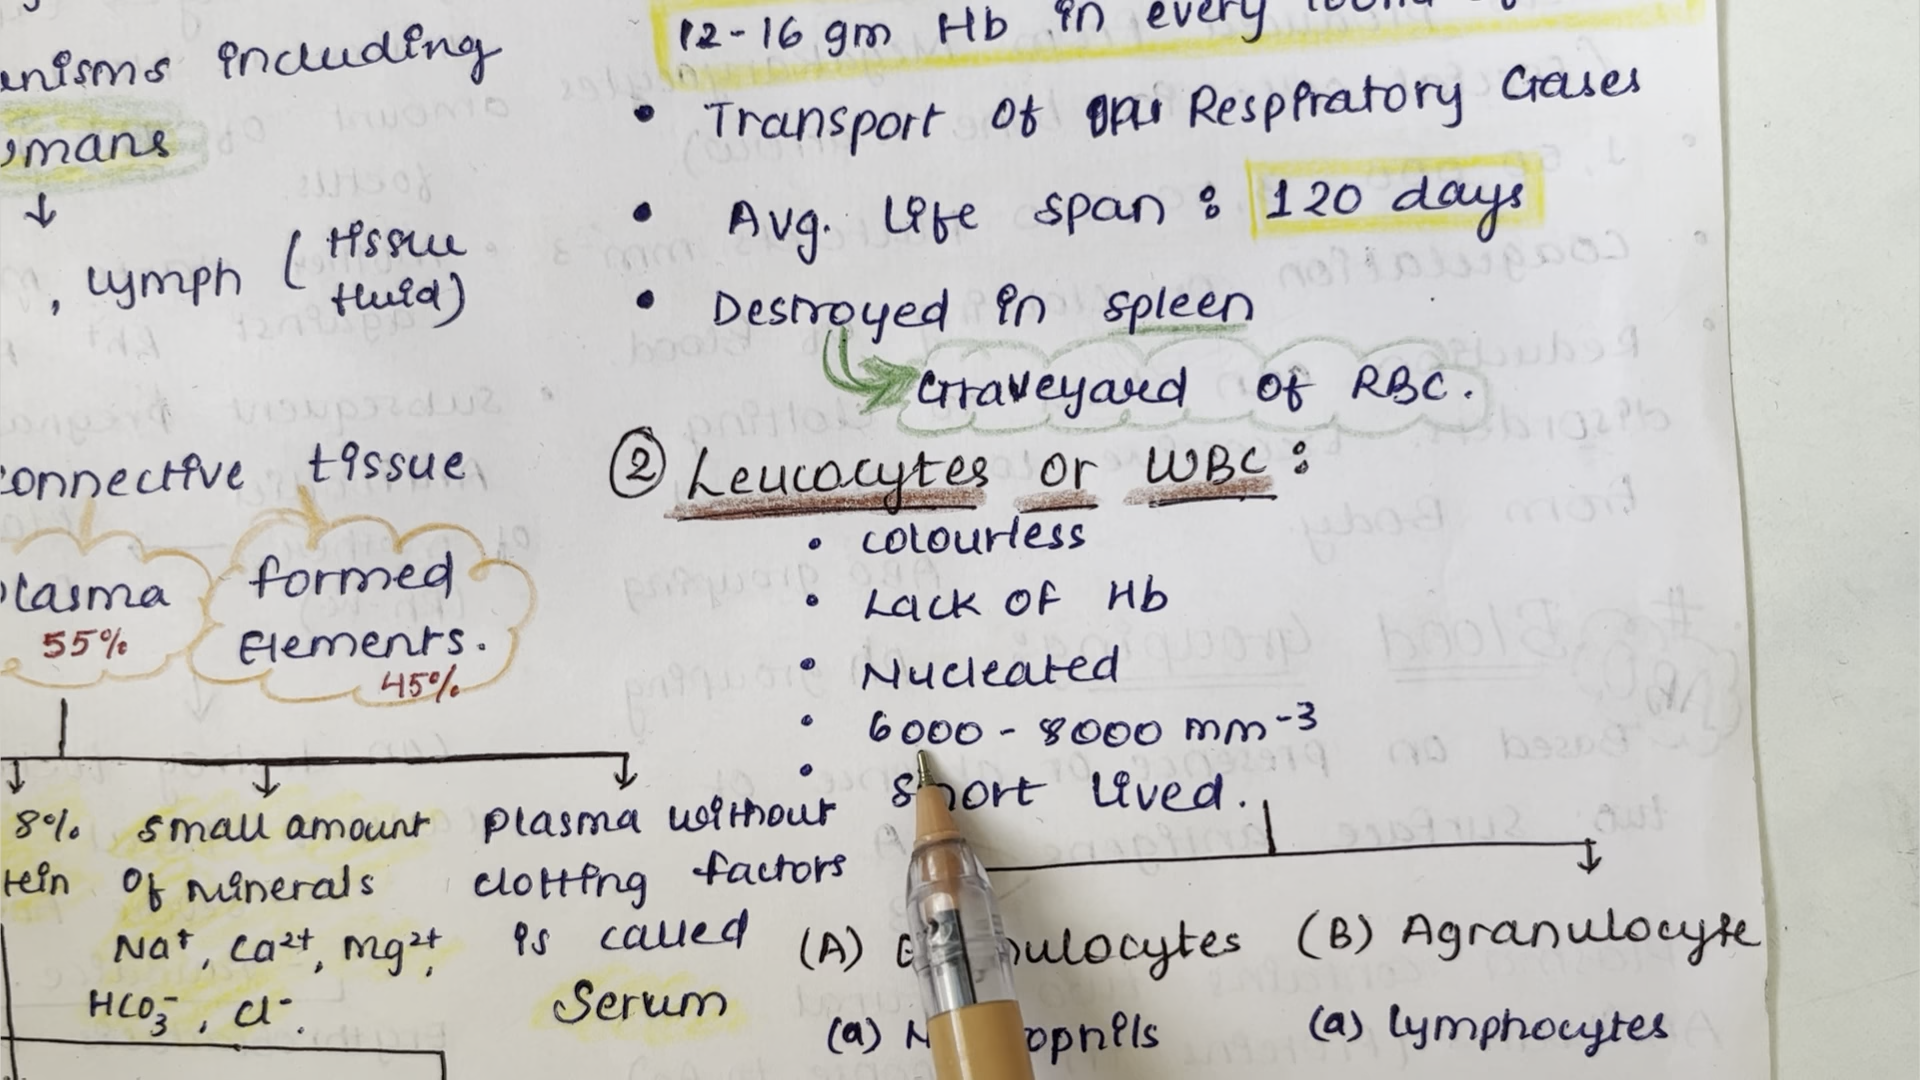 enisms including
mans
, Lymph (tissue
fluid)
connective tissue
plasma
55%
formed
Elements.
45%
8% small amount
tein of minerals
Na⁺, Ca²⁺, Mg²⁺,
HCO₃⁻, Cl⁻.
plasma without
clotting factors
is called
Serum
12-16 gm Hb in every
• Transport of Respiratory Gases
• Avg. life span : 120 days
• Destroyed in spleen
Graveyard of RBC.
② Leucocytes or WBC :
• colourless
• Lack of Hb
• Nucleated
• 6000 - 8000 mm⁻³
• Short lived.
(A) G nulocytes (B) Agranulocyte
(a) N ophils (a) lymphocytes